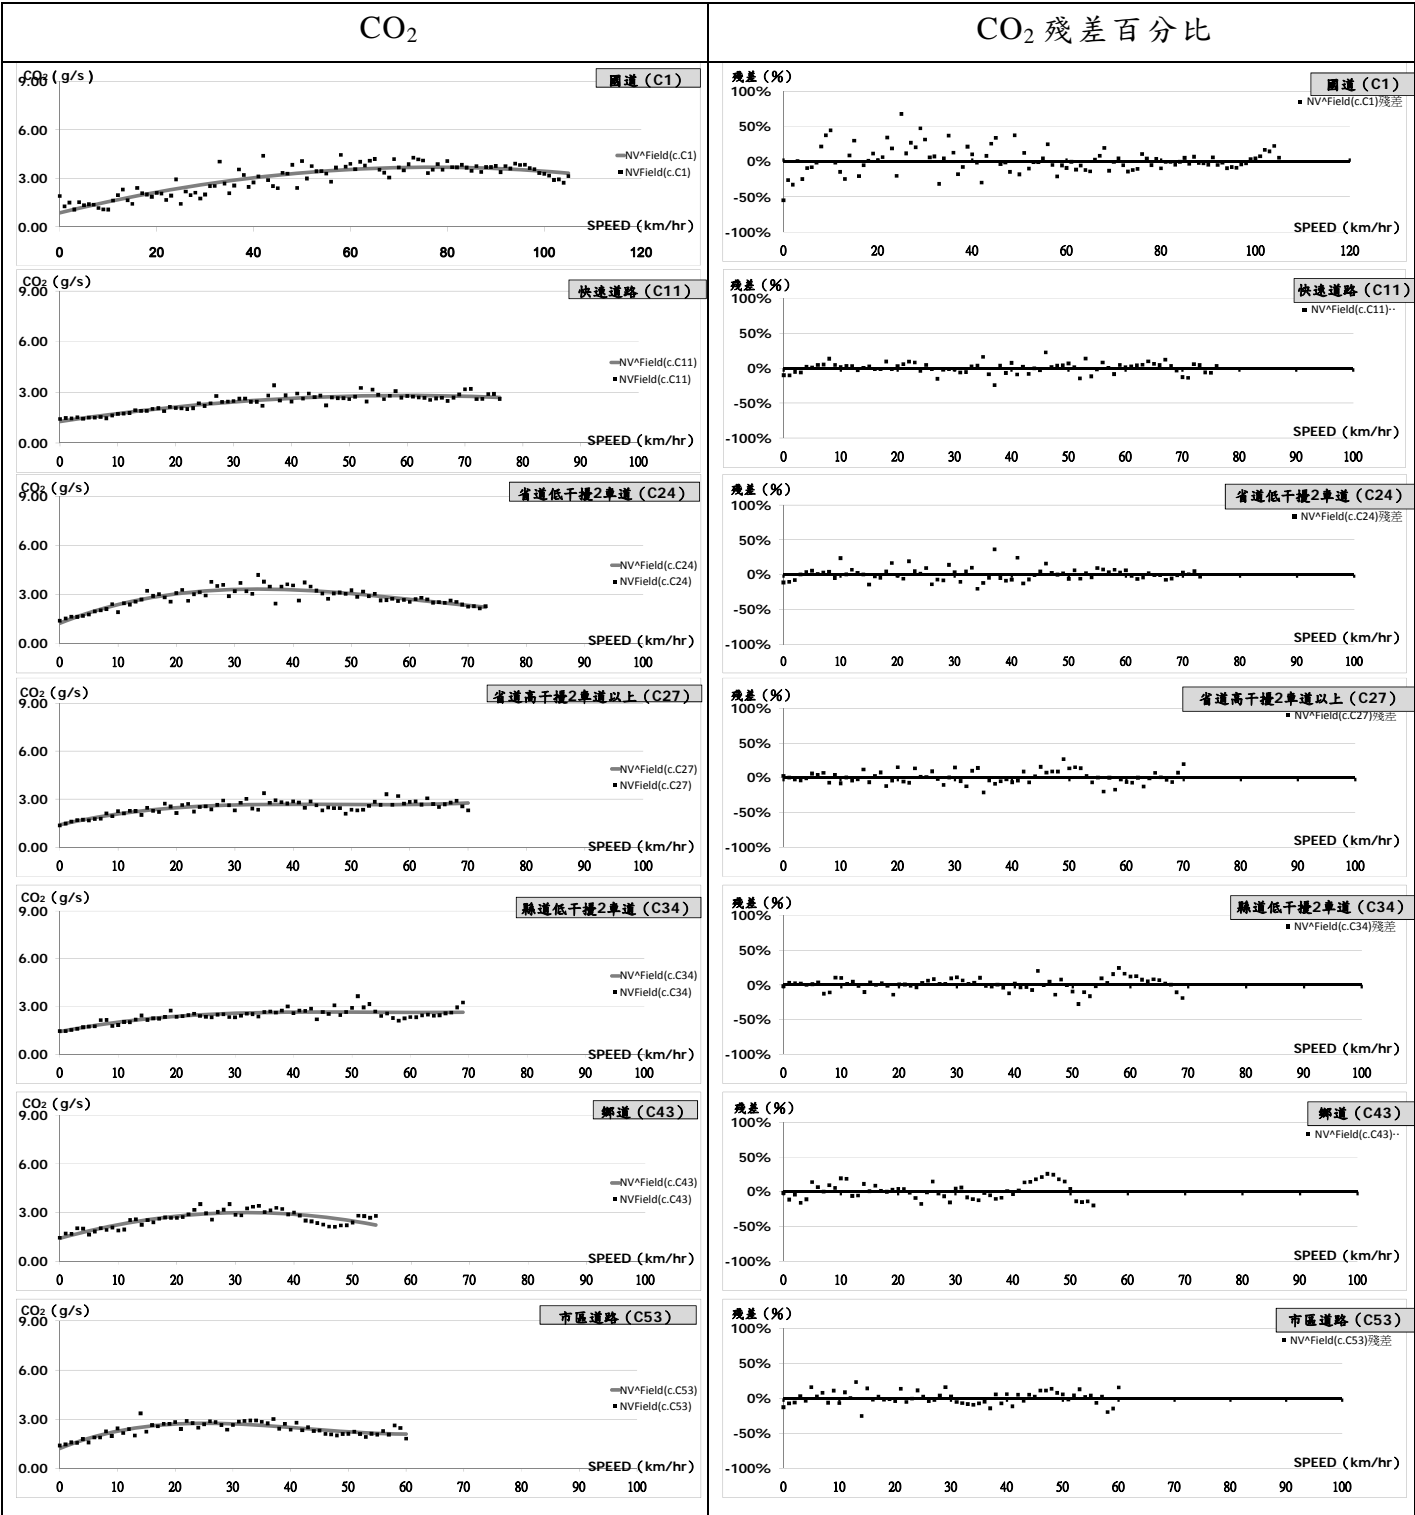 CO₂
CO₂ 殘差百分比
CO₂ (g/s)
國道 (C1)
9.00
6.00
3.00
0.00
NV^Field(c.C1)
NVField(c.C1)
SPEED (km/hr)
0 20 40 60 80 100 120
殘差 (%)
國道 (C1)
NV^Field(c.C1)殘差
100%
50%
0%
-50%
-100%
SPEED (km/hr)
0 20 40 60 80 100 120
CO₂ (g/s)
快速道路 (C11)
9.00
6.00
3.00
0.00
NV^Field(c.C11)
NVField(c.C11)
SPEED (km/hr)
0 10 20 30 40 50 60 70 80 90 100
殘差 (%)
快速道路 (C11)
NV^Field(c.C11)··
100%
50%
0%
-50%
-100%
SPEED (km/hr)
0 10 20 30 40 50 60 70 80 90 100
CO₂ (g/s)
省道低干擾2車道 (C24)
9.00
6.00
3.00
0.00
NV^Field(c.C24)
NVField(c.C24)
SPEED (km/hr)
0 10 20 30 40 50 60 70 80 90 100
殘差 (%)
省道低干擾2車道 (C24)
NV^Field(c.C24)殘差
100%
50%
0%
-50%
-100%
SPEED (km/hr)
0 10 20 30 40 50 60 70 80 90 100
CO₂ (g/s)
省道高干擾2車道以上 (C27)
9.00
6.00
3.00
0.00
NV^Field(c.C27)
NVField(c.C27)
SPEED (km/hr)
0 10 20 30 40 50 60 70 80 90 100
殘差 (%)
省道高干擾2車道以上 (C27)
NV^Field(c.C27)殘差
100%
50%
0%
-50%
-100%
SPEED (km/hr)
0 10 20 30 40 50 60 70 80 90 100
CO₂ (g/s)
縣道低干擾2車道 (C34)
9.00
6.00
3.00
0.00
NV^Field(c.C34)
NVField(c.C34)
SPEED (km/hr)
0 10 20 30 40 50 60 70 80 90 100
殘差 (%)
縣道低干擾2車道 (C34)
NV^Field(c.C34)殘差
100%
50%
0%
-50%
-100%
SPEED (km/hr)
0 10 20 30 40 50 60 70 80 90 100
CO₂ (g/s)
鄉道 (C43)
9.00
6.00
3.00
0.00
NV^Field(c.C43)
NVField(c.C43)
SPEED (km/hr)
0 10 20 30 40 50 60 70 80 90 100
殘差 (%)
鄉道 (C43)
NV^Field(c.C43)··
100%
50%
0%
-50%
-100%
SPEED (km/hr)
0 10 20 30 40 50 60 70 80 90 100
CO₂ (g/s)
市區道路 (C53)
9.00
6.00
3.00
0.00
NV^Field(c.C53)
NVField(c.C53)
SPEED (km/hr)
0 10 20 30 40 50 60 70 80 90 100
殘差 (%)
市區道路 (C53)
NV^Field(c.C53)殘差
100%
50%
0%
-50%
-100%
SPEED (km/hr)
0 10 20 30 40 50 60 70 80 90 100